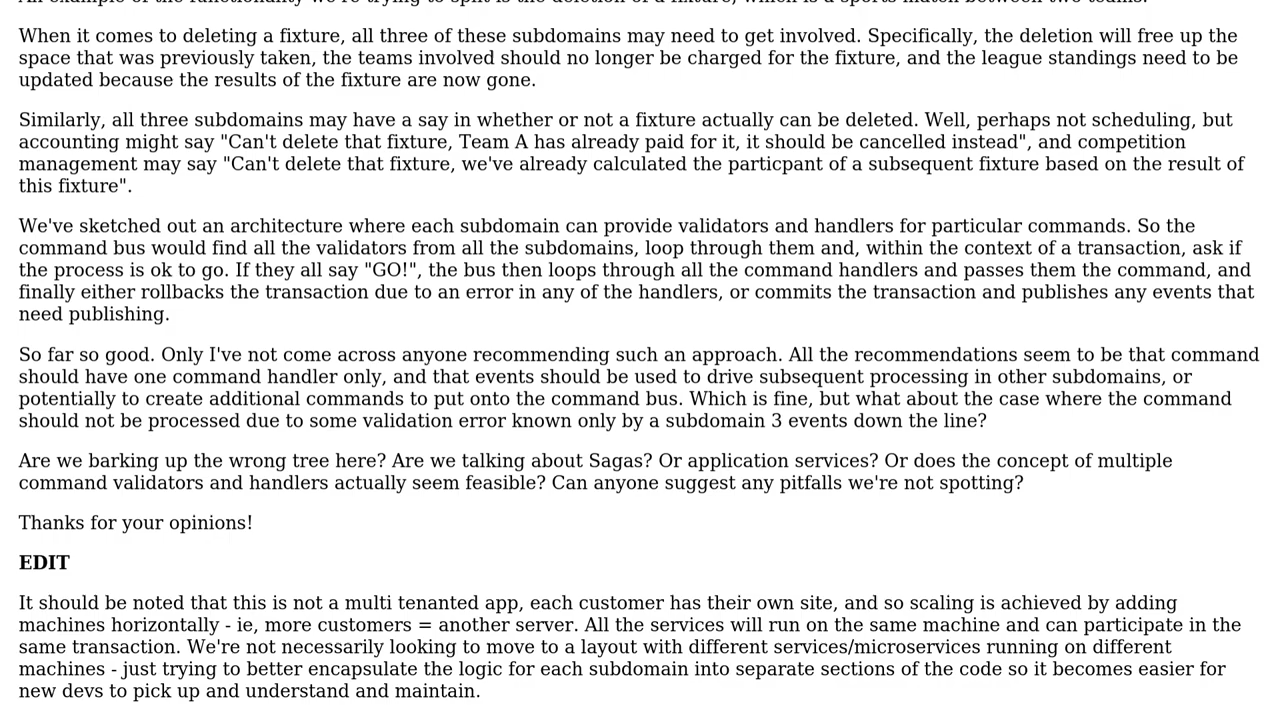 An example of the functionality we're trying to split is the deletion of a fixture, which is a sports match between two teams.
When it comes to deleting a fixture, all three of these subdomains may need to get involved. Specifically, the deletion will free up the
space that was previously taken, the teams involved should no longer be charged for the fixture, and the league standings need to be
updated because the results of the fixture are now gone.
Similarly, all three subdomains may have a say in whether or not a fixture actually can be deleted. Well, perhaps not scheduling, but
accounting might say "Can't delete that fixture, Team A has already paid for it, it should be cancelled instead", and competition
management may say "Can't delete that fixture, we've already calculated the particpant of a subsequent fixture based on the result of
this fixture".
We've sketched out an architecture where each subdomain can provide validators and handlers for particular commands. So the
command bus would find all the validators from all the subdomains, loop through them and, within the context of a transaction, ask if
the process is ok to go. If they all say "GO!", the bus then loops through all the command handlers and passes them the command, and
finally either rollbacks the transaction due to an error in any of the handlers, or commits the transaction and publishes any events that
need publishing.
So far so good. Only I've not come across anyone recommending such an approach. All the recommendations seem to be that command
should have one command handler only, and that events should be used to drive subsequent processing in other subdomains, or
potentially to create additional commands to put onto the command bus. Which is fine, but what about the case where the command
should not be processed due to some validation error known only by a subdomain 3 events down the line?
Are we barking up the wrong tree here? Are we talking about Sagas? Or application services? Or does the concept of multiple
command validators and handlers actually seem feasible? Can anyone suggest any pitfalls we're not spotting?
Thanks for your opinions!
EDIT
It should be noted that this is not a multi tenanted app, each customer has their own site, and so scaling is achieved by adding
machines horizontally - ie, more customers = another server. All the services will run on the same machine and can participate in the
same transaction. We're not necessarily looking to move to a layout with different services/microservices running on different
machines - just trying to better encapsulate the logic for each subdomain into separate sections of the code so it becomes easier for
new devs to pick up and understand and maintain.